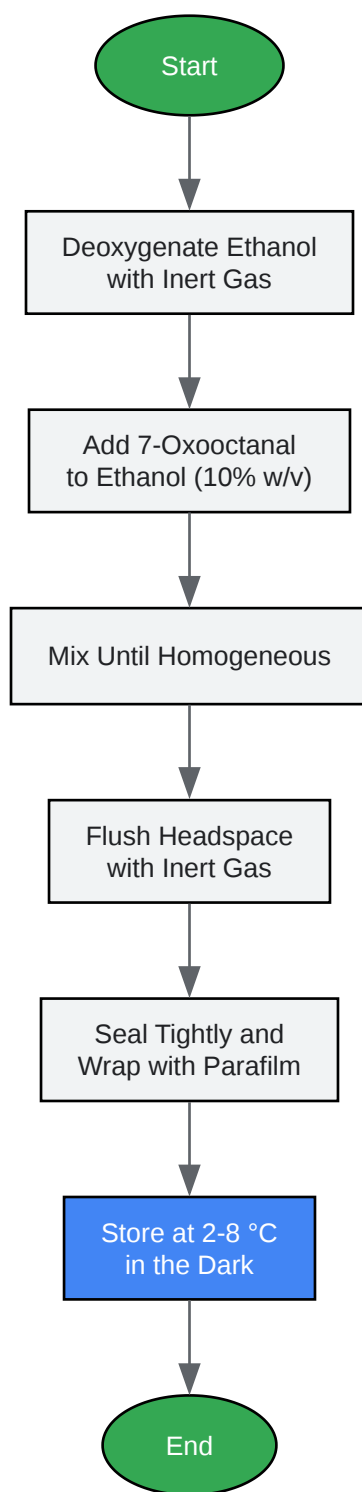 Start
Deoxygenate Ethanol
with Inert Gas
Add 7-Oxooctanal
to Ethanol (10% w/v)
Mix Until Homogeneous
Flush Headspace
with Inert Gas
Seal Tightly and
Wrap with Parafilm
Store at 2-8 °C
in the Dark
End